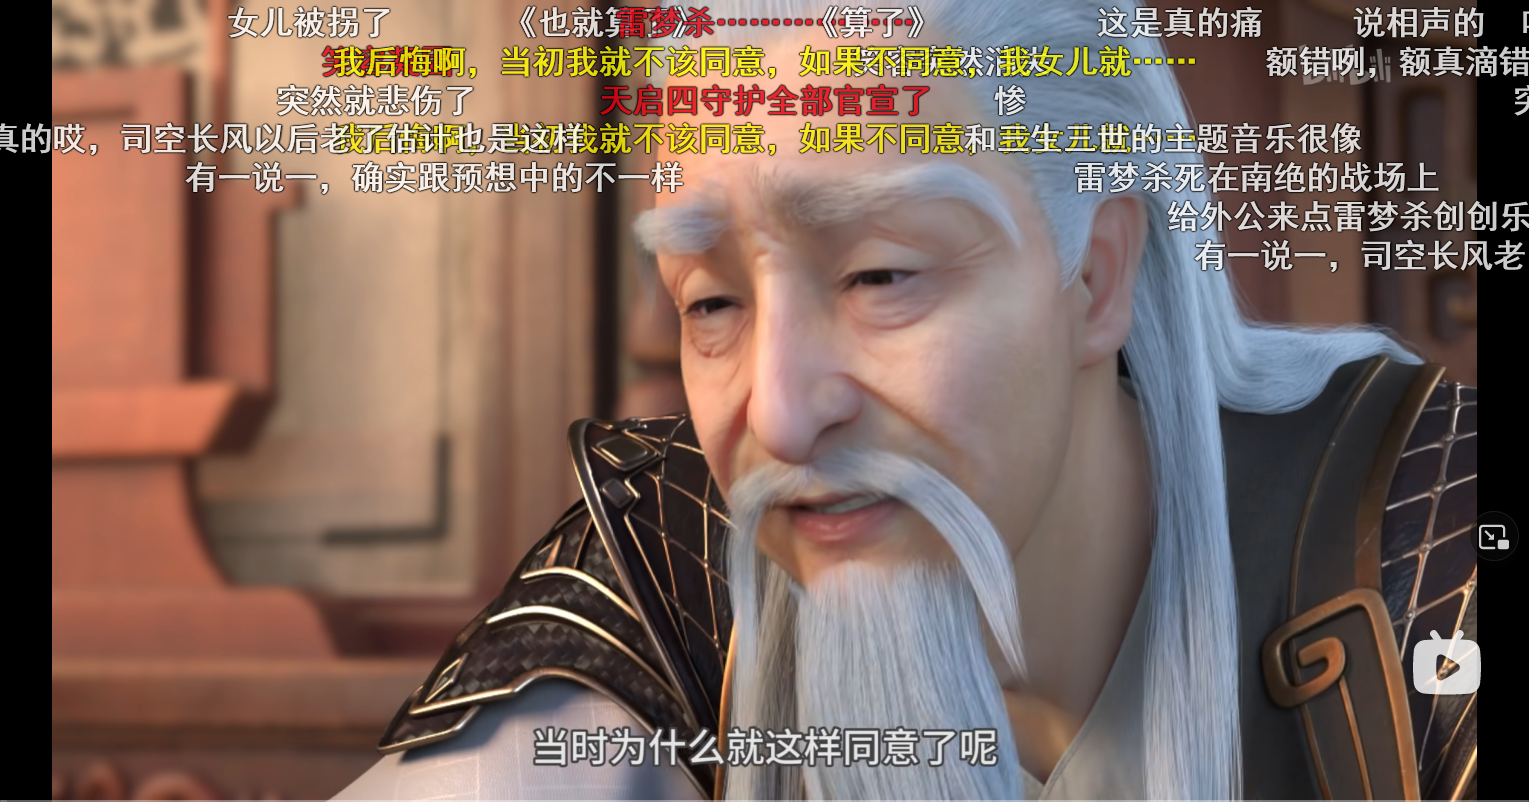 女儿被拐了
《也就算了》
雷梦杀………………
《算了》
这是真的痛
说相声的
我后悔啊，当初我就不该同意，如果不同意，我女儿就……
额错咧，额真滴错
突然就悲伤了
天启四守护全部官宣了
惨
突
真的哎，司空长风以后老了估计也是这样
我就不该同意，如果不同意，
和三生三世的主题音乐很像
有一说一，确实跟预想中的不一样
雷梦杀死在南绝的战场上
给外公来点雷梦杀创创乐
有一说一，司空长风老
当时为什么就这样同意了呢